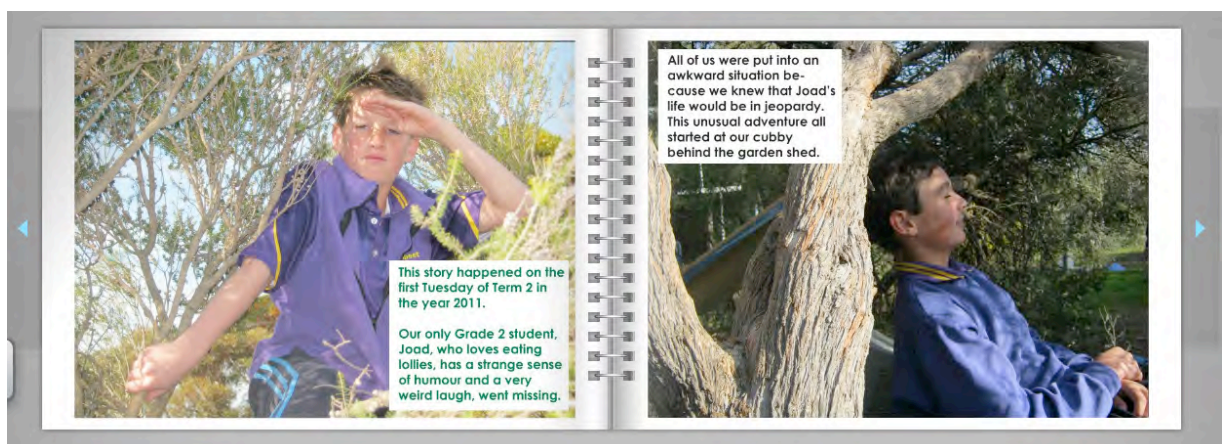 This story happened on the
first Tuesday of Term 2 in
the year 2011.
Our only Grade 2 student,
Joad, who loves eating
lollies, has a strange sense
of humour and a very
weird laugh, went missing.
All of us were put into an
awkward situation be-
cause we knew that Joad's
life would be in jeopardy.
This unusual adventure all
started at our cubby
behind the garden shed.